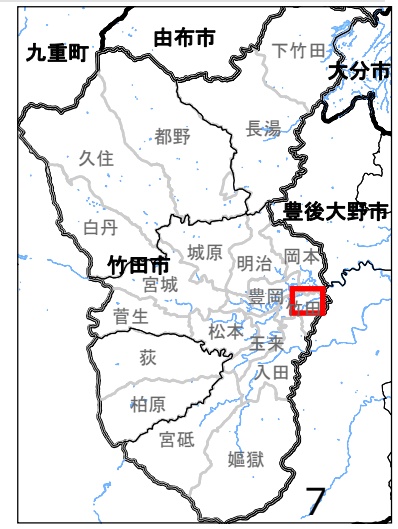 由布市
九重町
下竹田
大分市
長湯
都野
久住
豊後大野市
白丹
城原
岡本
明治
竹田市
宮城
豊岡
竹田
菅生
松本
玉来
荻
入田
柏原
宮砥
嫗獄
7